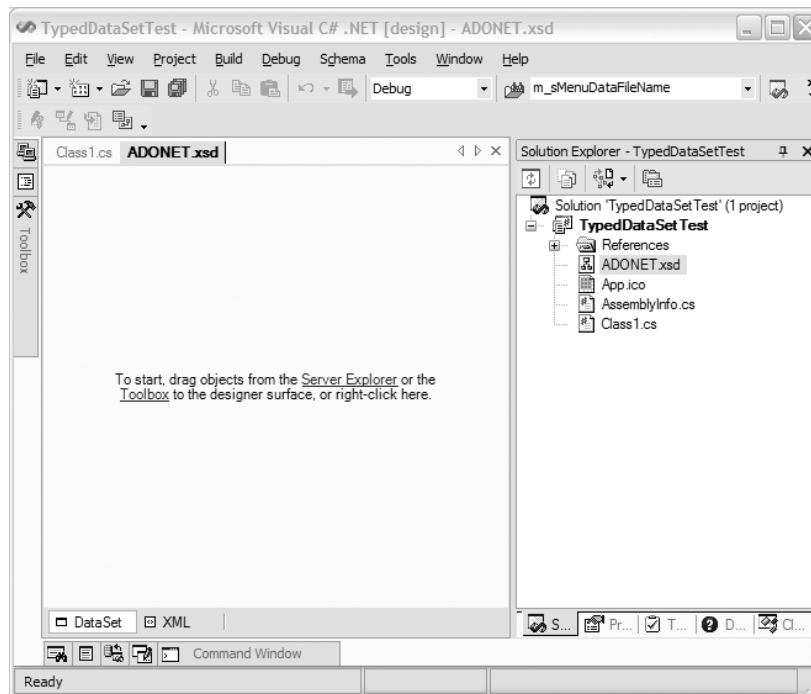 TypedDataSetTest - Microsoft Visual C# .NET [design] - ADONET.xsd
File Edit View Project Build Debug Schema Tools Window Help
Debug m_sMenuDataFileName
Class1.cs ADONET.xsd
Solution Explorer - TypedDataSetTest
Toolbox
Solution 'TypedDataSetTest' (1 project)
TypedDataSetTest
References
ADONET.xsd
App.ico
AssemblyInfo.cs
Class1.cs
To start, drag objects from the Server Explorer or the
Toolbox to the designer surface, or right-click here.
DataSet XML
S... Pr... T... D... Cl...
Command Window
Ready